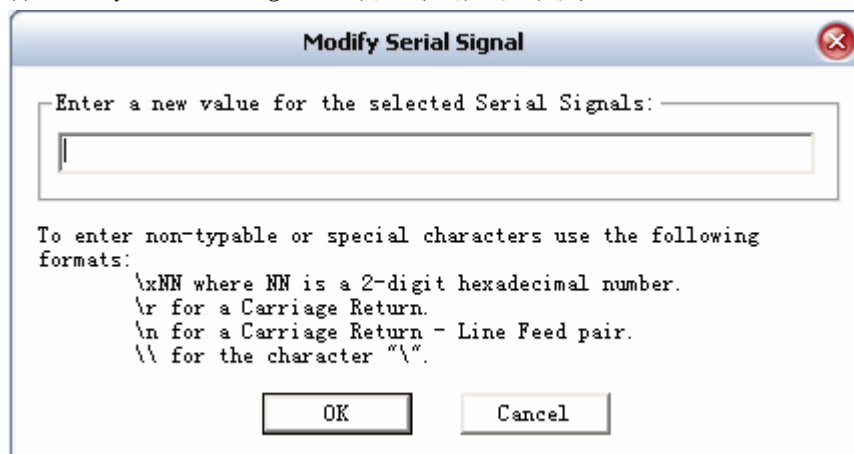 Modify Serial Signal
Enter a new value for the selected Serial Signals:
To enter non-typable or special characters use the following
formats:
\xNN where NN is a 2-digit hexadecimal number.
\r for a Carriage Return.
\n for a Carriage Return - Line Feed pair.
\\ for the character "\".
OK Cancel